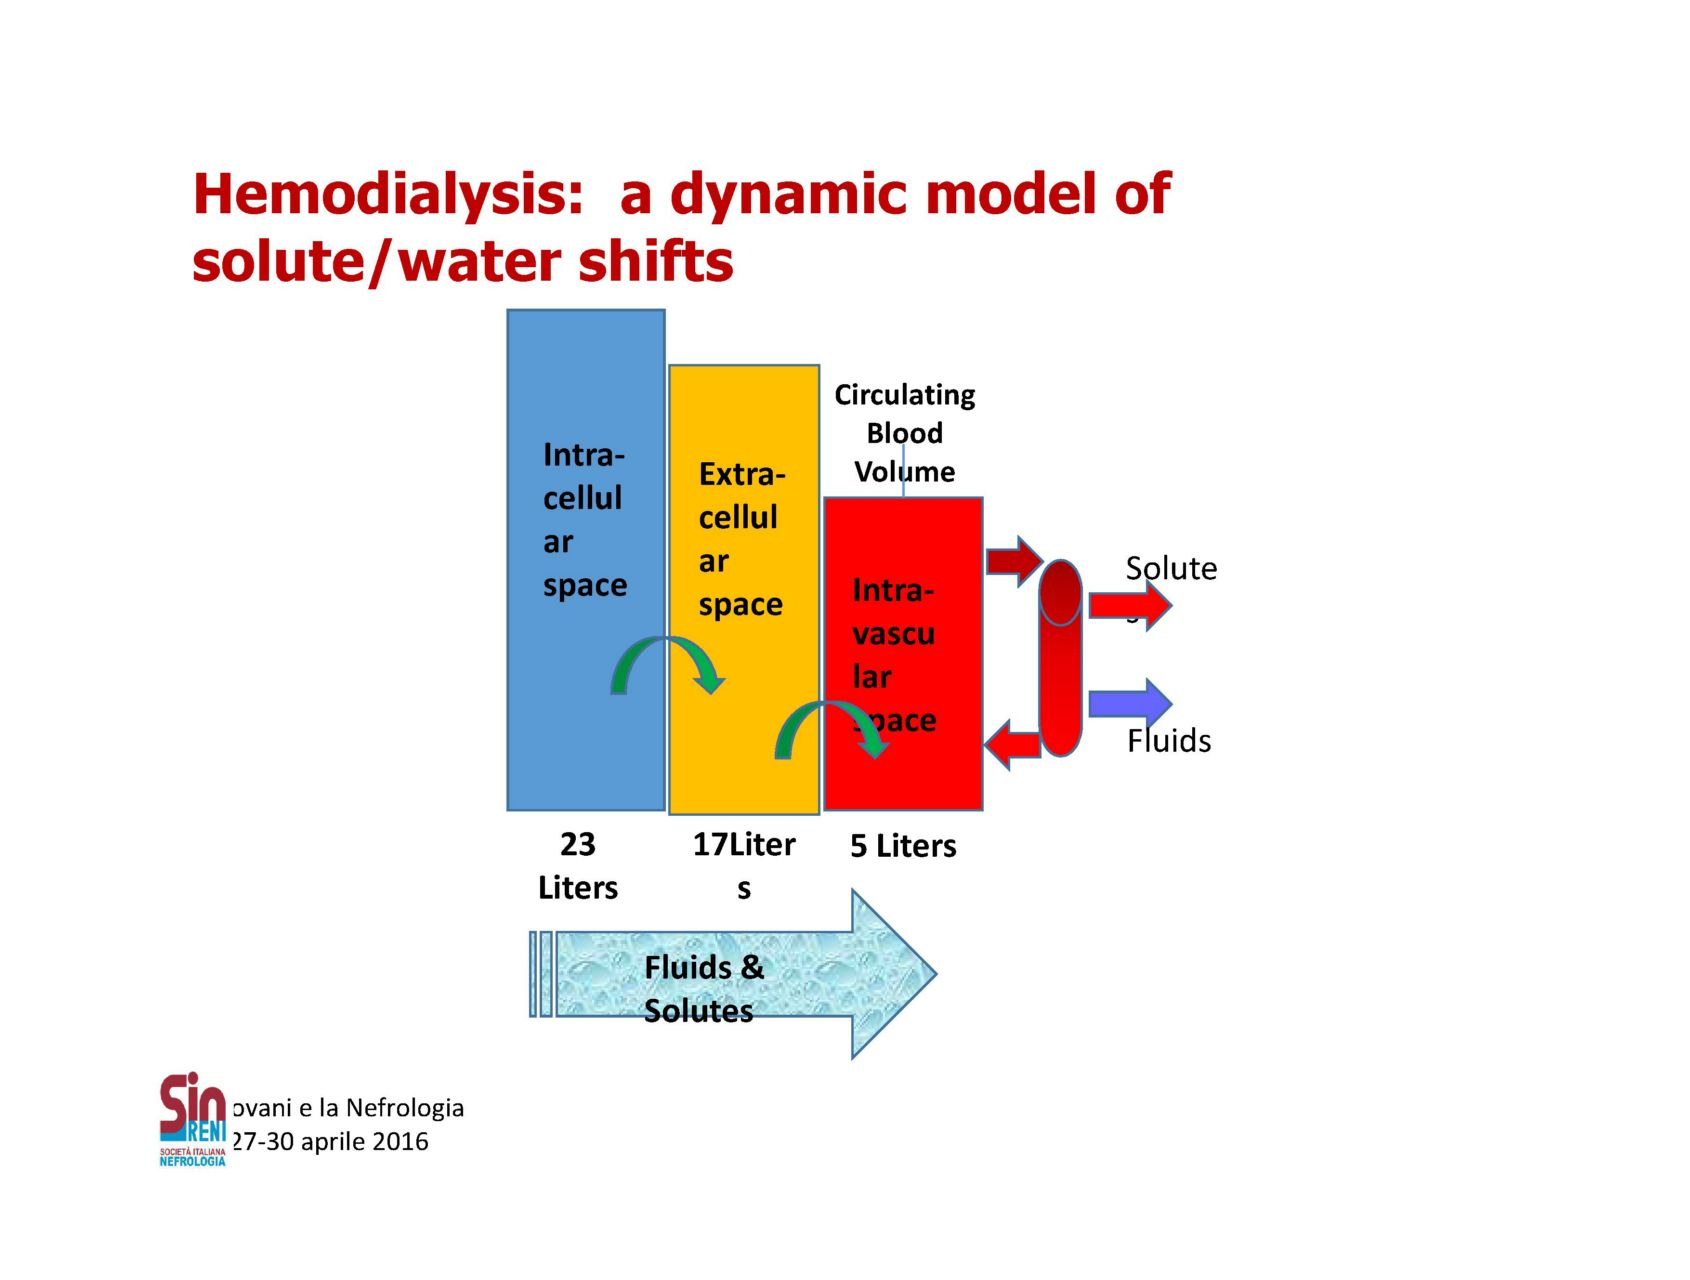 Hemodialysis:  a dynamic model of
solute/water shifts
Intra-
cellul
ar
space
Extra-
cellul
ar
space
Circulating
Blood
Volume
Intra-
vascu
lar
space
Solute
s
Fluids
23
Liters
17Liter
s
5 Liters
Fluids &
Solutes
Sin
RENI
SOCIETÀ ITALIANA
NEFROLOGIA
ovani e la Nefrologia
27-30 aprile 2016